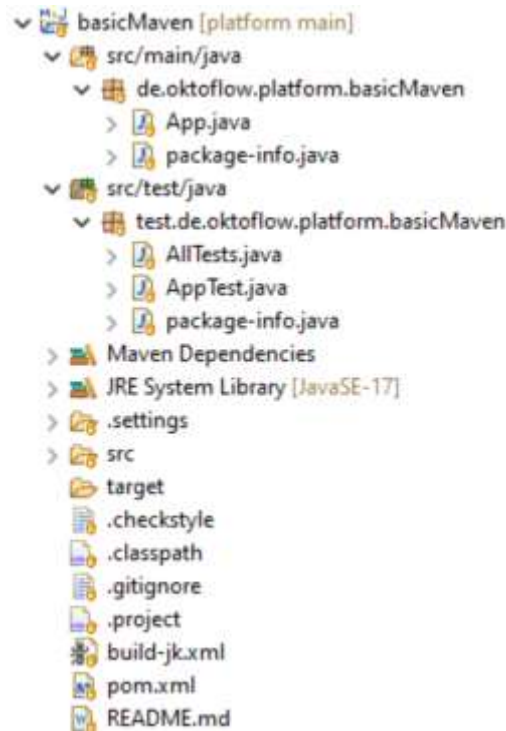 basicMaven [platform main]
src/main/java
de.oktoflow.platform.basicMaven
App.java
package-info.java
src/test/java
test.de.oktoflow.platform.basicMaven
AllTests.java
AppTest.java
package-info.java
Maven Dependencies
JRE System Library [JavaSE-17]
.settings
src
target
.checkstyle
.classpath
.gitignore
.project
build-jk.xml
pom.xml
README.md